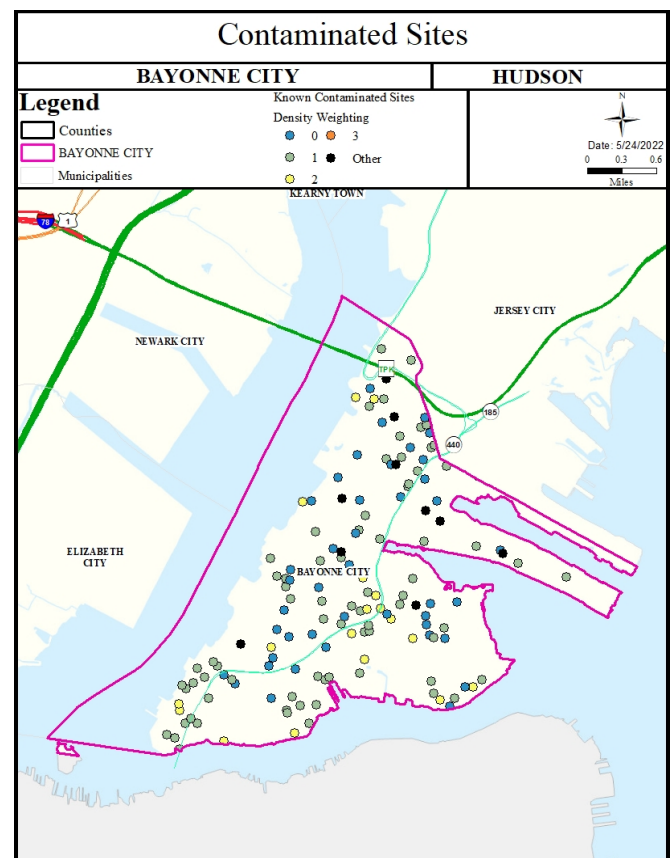 Contaminated Sites
BAYONNE CITY
HUDSON
Legend
Counties
BAYONNE CITY
Municipalities
Known Contaminated Sites
Density Weighting
0 3
1 Other
2
N
Date: 5/24/2022
0 0.3 0.6
Miles
KEARNY TOWN
78 1
JERSEY CITY
NEWARK CITY
TPK
185
440
ELIZABETH
CITY
BAYONNE CITY